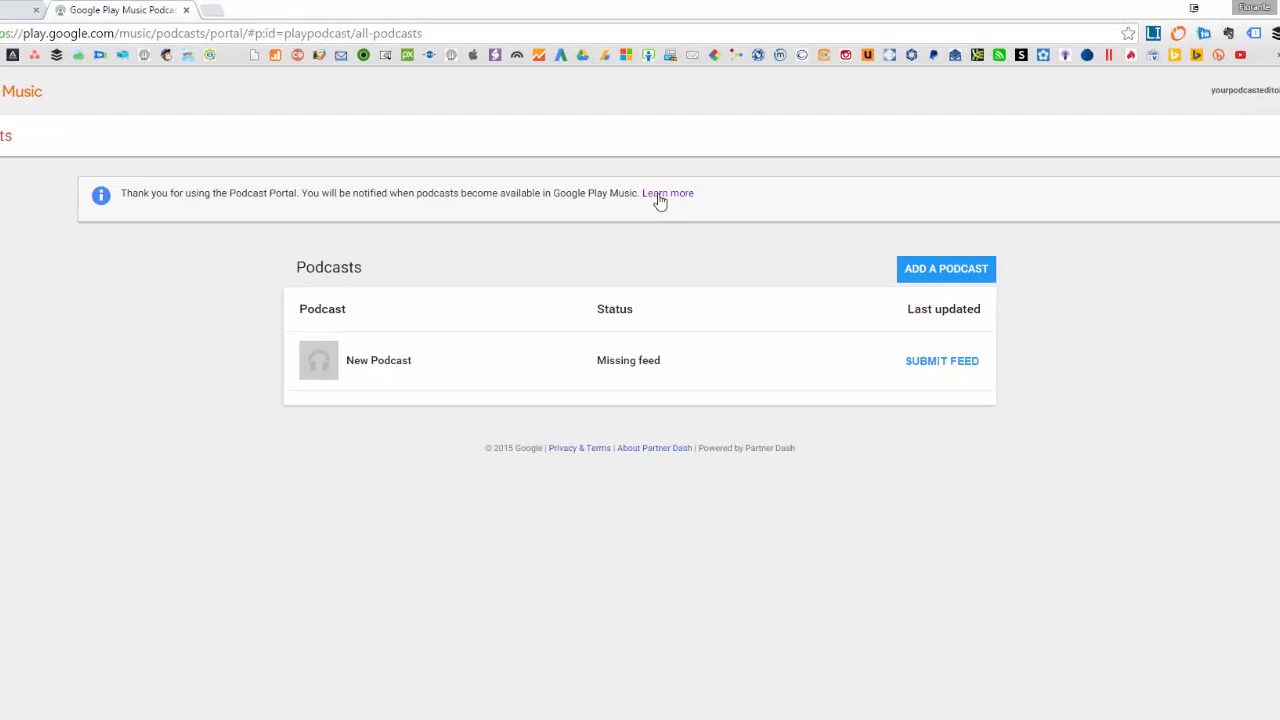 Google Play Music Podcas
Ricrante
ps://play.google.com/music/podcasts/portal/#p:id=playpodcast/all-podcasts
Music
yourpodcastedito
ts
Thank you for using the Podcast Portal. You will be notified when podcasts become available in Google Play Music. Learn more
Podcasts
ADD A PODCAST
Podcast Status Last updated
New Podcast Missing feed SUBMIT FEED
© 2015 Google | Privacy & Terms | About Partner Dash | Powered by Partner Dash